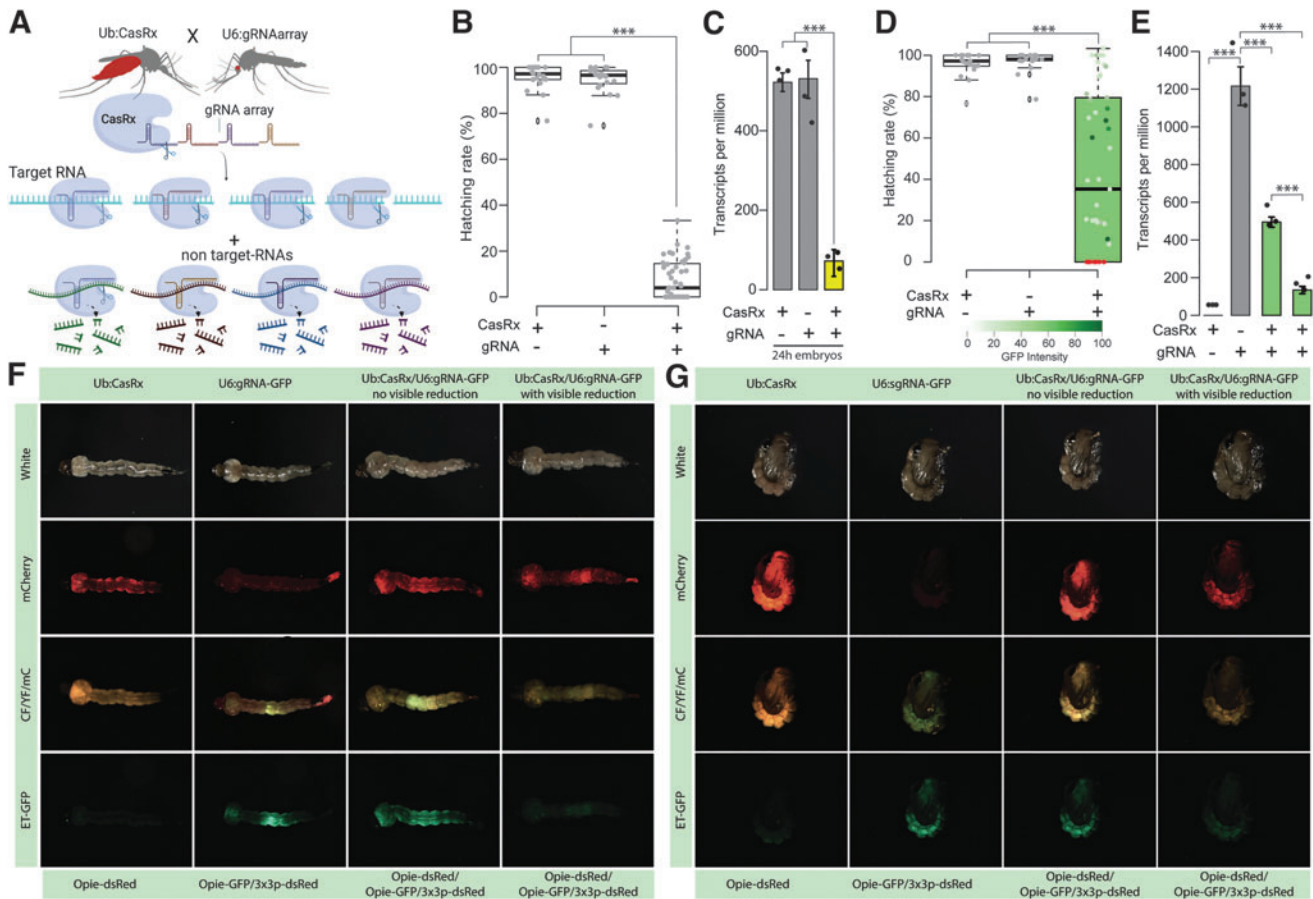 A
Ub:CasRx
X
U6:gRNAarray
CasRx
gRNA array
Target RNA
+
non target-RNAs
B
***
Hatching rate (%)
100
80
60
40
20
0
CasRx + - +
gRNA - + +
C
***
Transcripts per million
600
400
200
0
CasRx + - +
gRNA - + +
24h embryos
D
***
Hatching rate (%)
100
80
60
40
20
0
CasRx + - +
gRNA - + +
0 20 40 60 80 100
GFP Intensity
E
***
*** ***
***
Transcripts per million
1400
1200
1000
800
600
400
200
0
CasRx + - + +
gRNA - + + +
F
Ub:CasRx
U6:gRNA-GFP
Ub:CasRx/U6:gRNA-GFP
no visible reduction
Ub:CasRx/U6:gRNA-GFP
with visible reduction
White
mCherry
CF/YF/mC
ET-GFP
Opie-dsRed
Opie-GFP/3x3p-dsRed
Opie-dsRed/
Opie-GFP/3x3p-dsRed
Opie-dsRed/
Opie-GFP/3x3p-dsRed
G
Ub:CasRx
U6:sgRNA-GFP
Ub:CasRx/U6:gRNA-GFP
no visible reduction
Ub:CasRx/U6:gRNA-GFP
with visible reduction
White
mCherry
CF/YF/mC
ET-GFP
Opie-dsRed
Opie-GFP/3x3p-dsRed
Opie-dsRed/
Opie-GFP/3x3p-dsRed
Opie-dsRed/
Opie-GFP/3x3p-dsRed